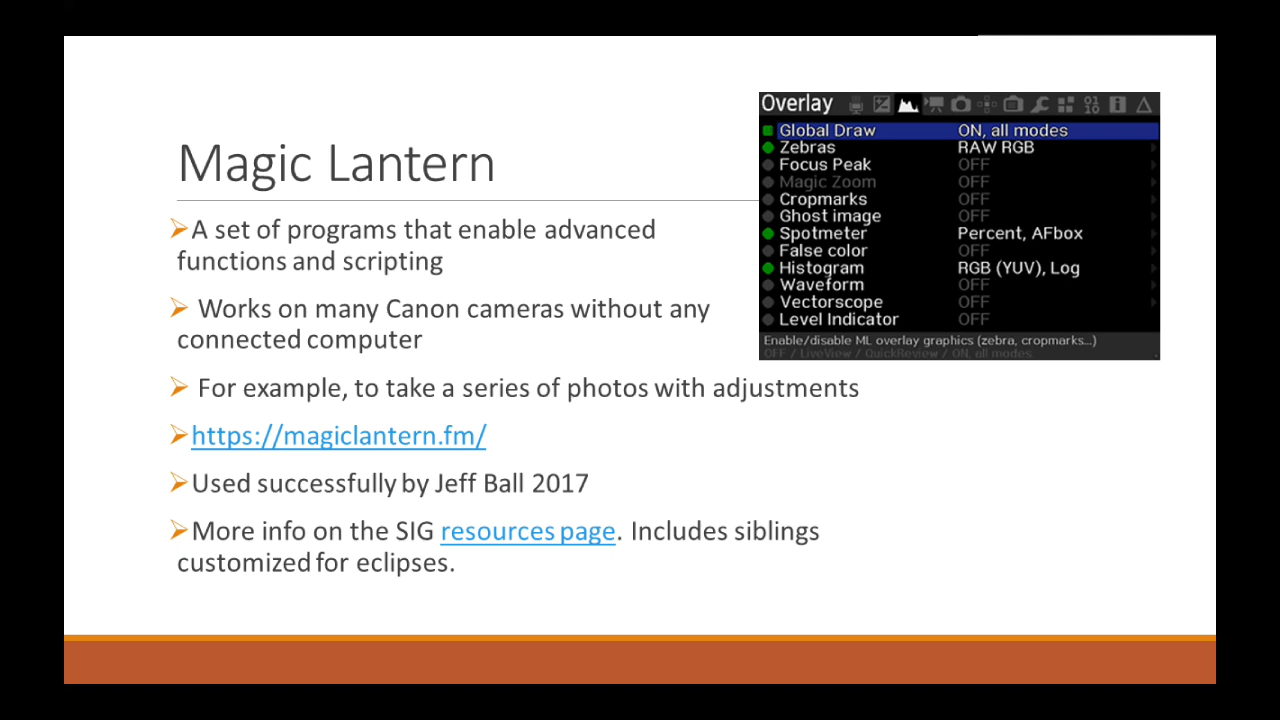 Magic Lantern
A set of programs that enable advanced
functions and scripting
Works on many Canon cameras without any
connected computer
For example, to take a series of photos with adjustments
https://magiclantern.fm/
Used successfully by Jeff Ball 2017
More info on the SIG resources page. Includes siblings
customized for eclipses.
Overlay
Global Draw ON, all modes
Zebras RAW RGB
Focus Peak OFF
Magic Zoom OFF
Cropmarks OFF
Ghost image OFF
Spotmeter Percent, AFbox
False color OFF
Histogram RGB (YUV), Log
Waveform OFF
Vectorscope OFF
Level Indicator OFF
Enable/disable ML overlay graphics (zebra, cropmarks...)
OFF / LiveView / QuickReview / ON, all modes